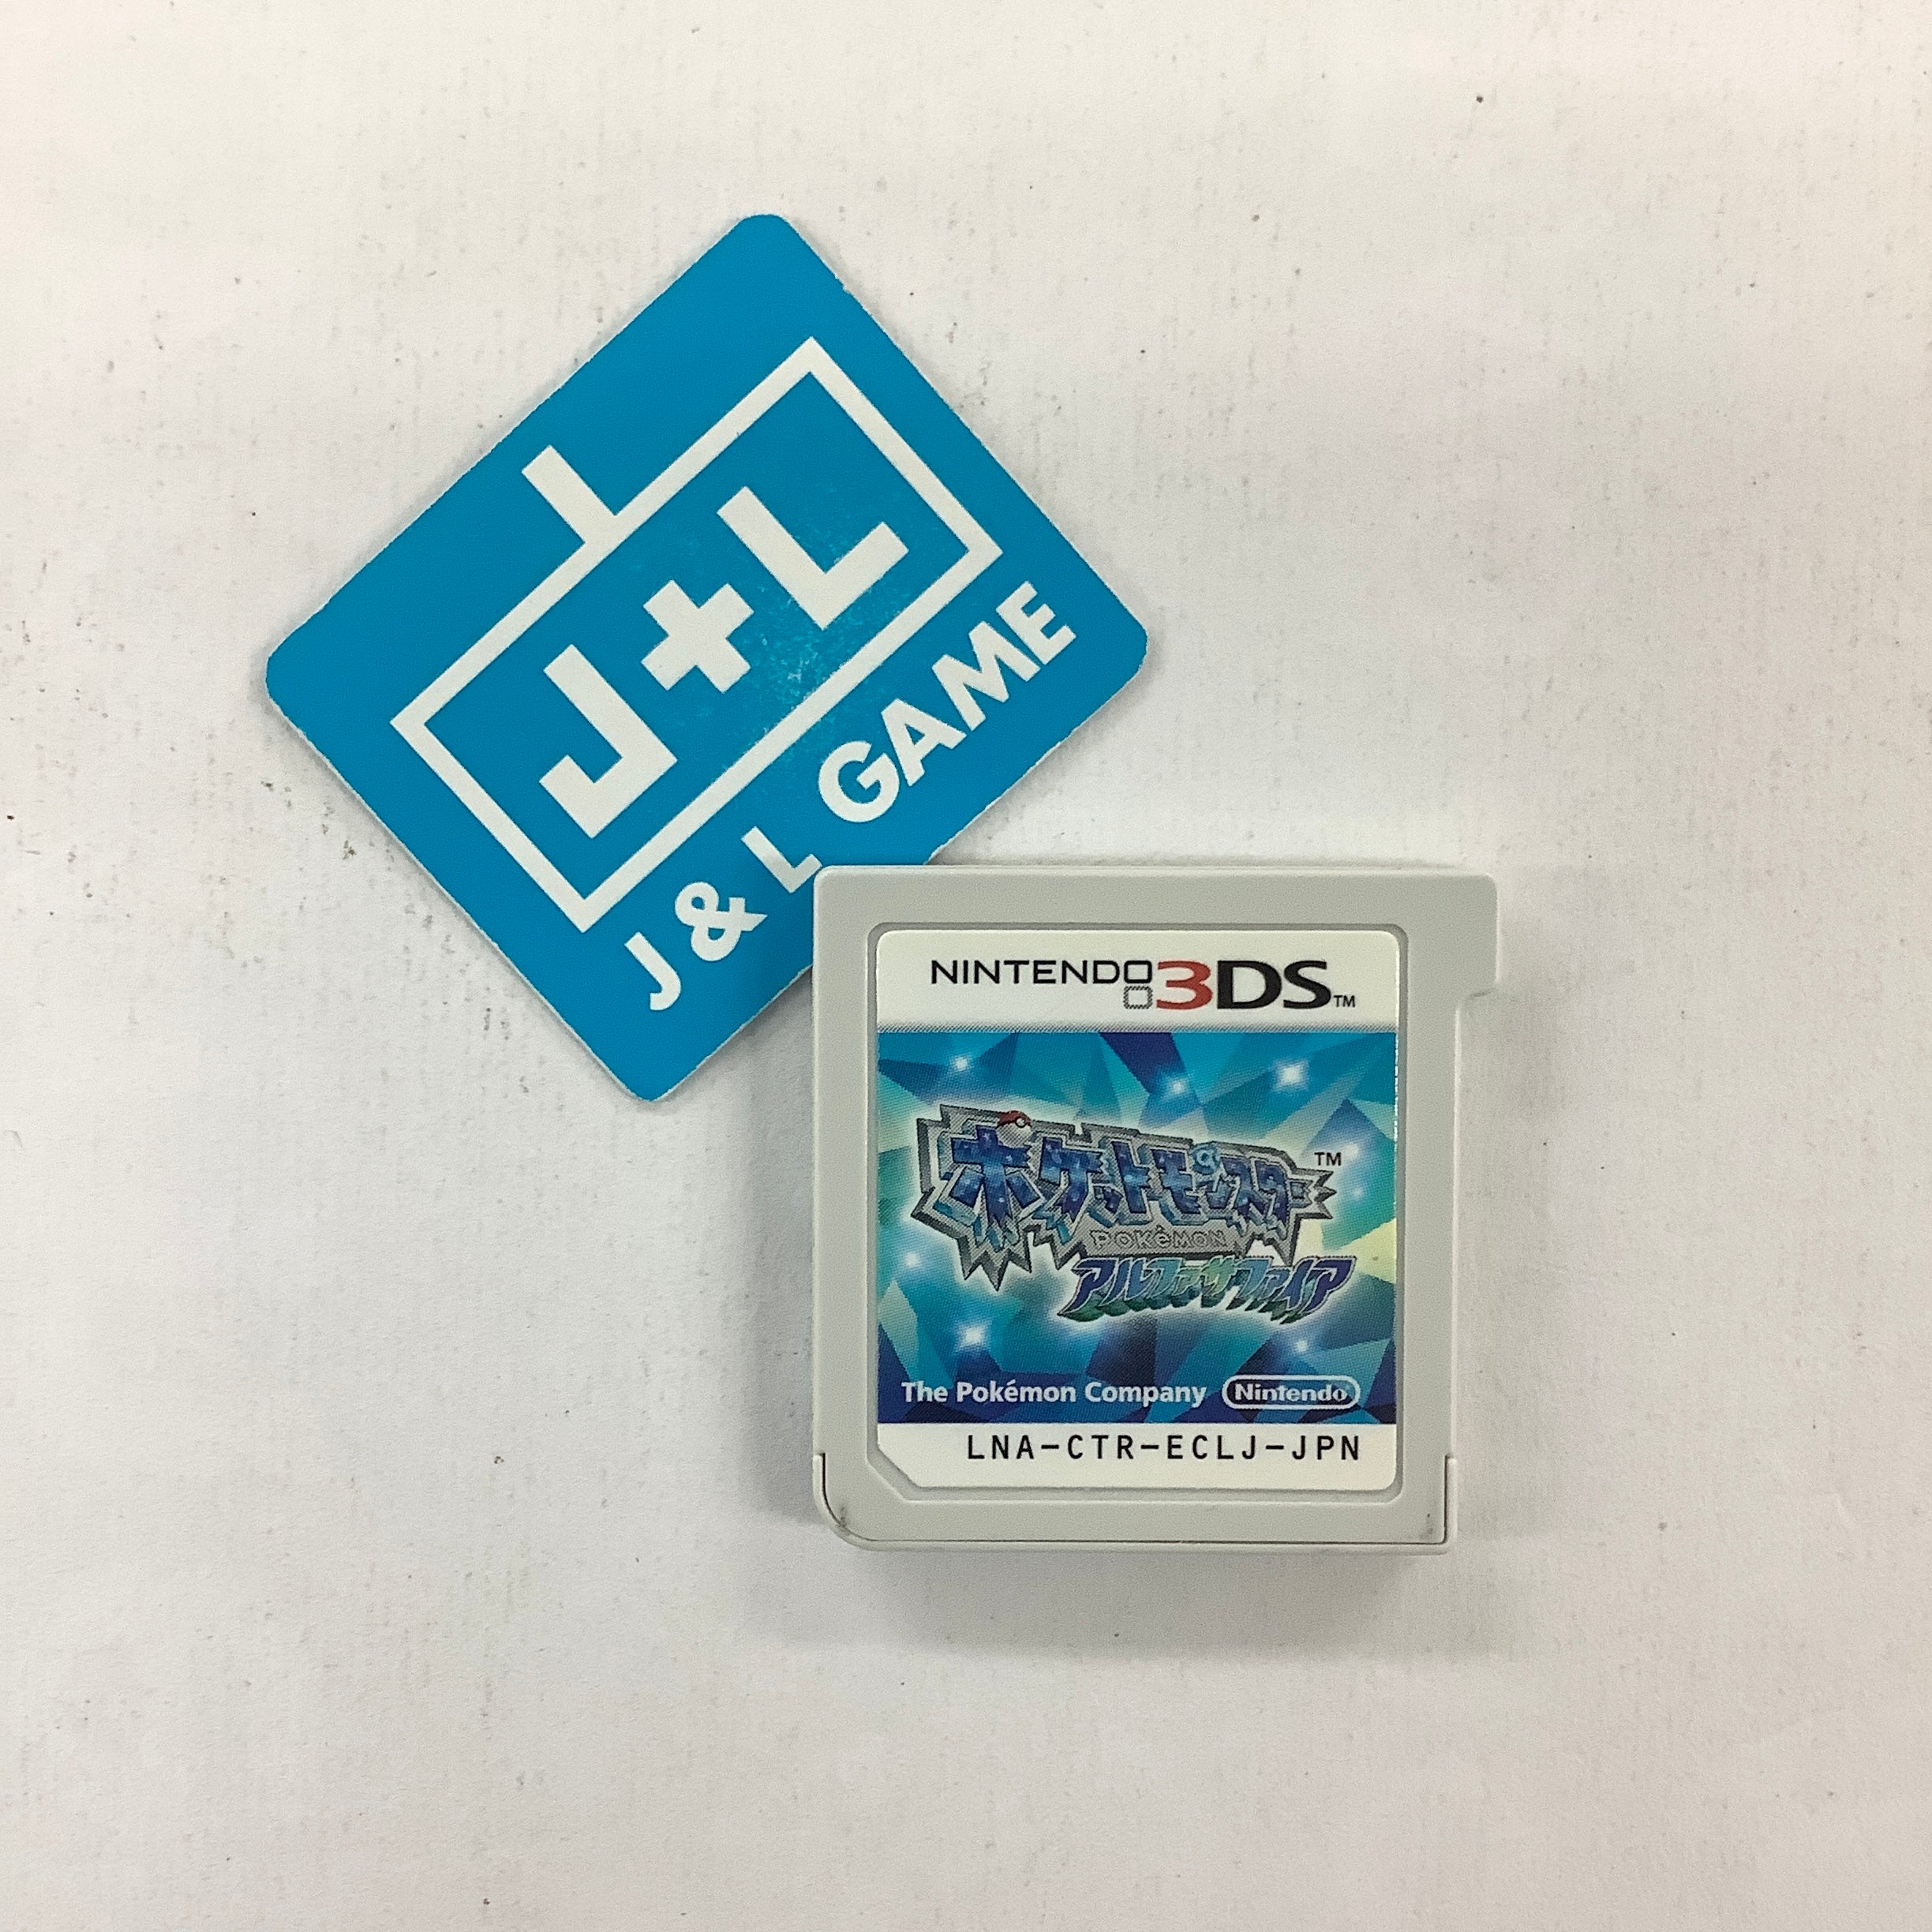 J+L
J & L GAME
NINTENDO 3DS™
ポケットモンスター™
POKéMON
アルファサファイア
The Pokémon Company Nintendo®
LNA-CTR-ECLJ-JPN